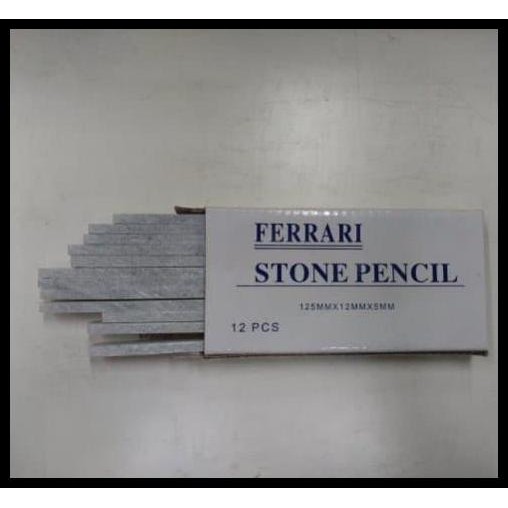 FERRARI
STONE PENCIL
125MMX12MMX5MM
12 PCS